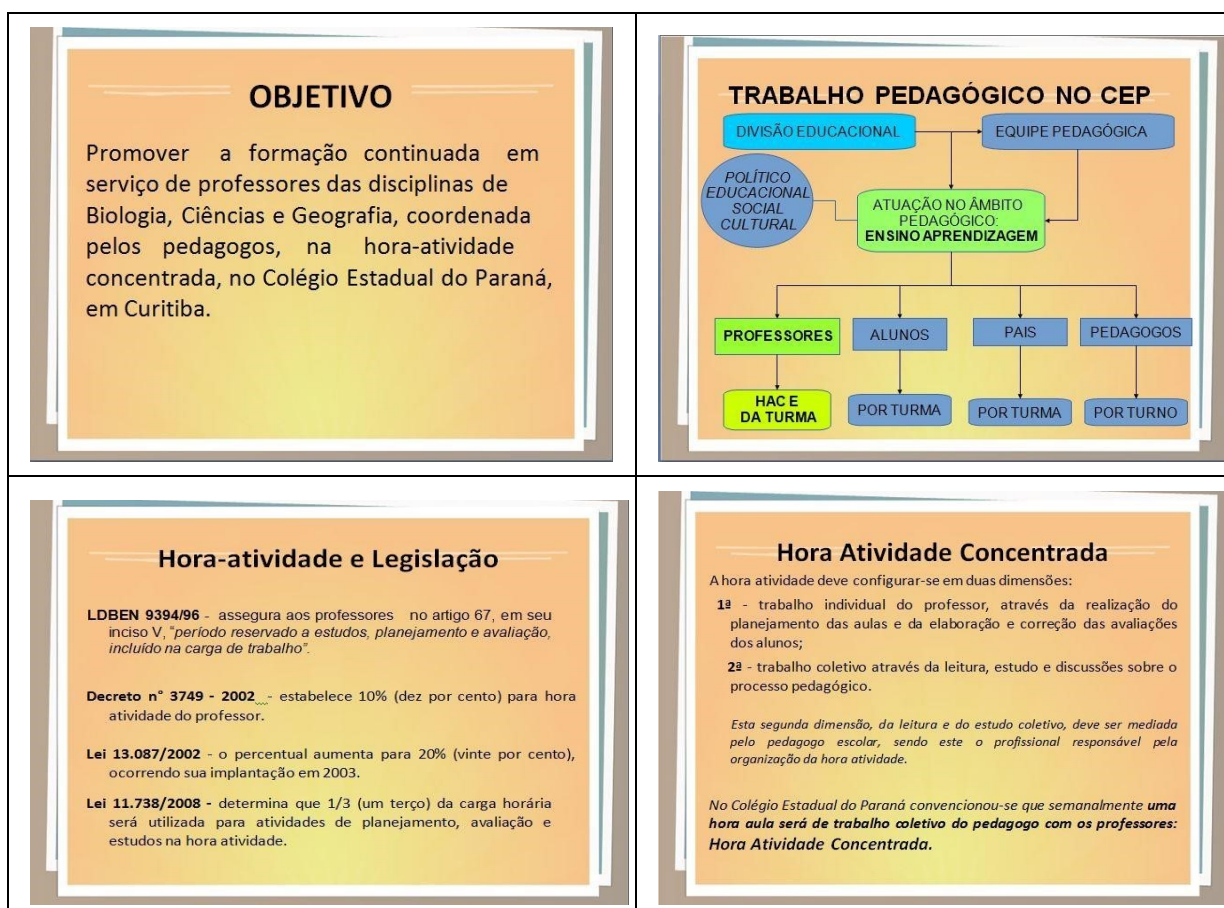 OBJETIVO
Promover a formação continuada em
serviço de professores das disciplinas de
Biologia, Ciências e Geografia, coordenada
pelos pedagogos, na hora-atividade
concentrada, no Colégio Estadual do Paraná,
em Curitiba.
TRABALHO PEDAGÓGICO NO CEP
DIVISÃO EDUCACIONAL
EQUIPE PEDAGÓGICA
POLÍTICO
EDUCACIONAL
SOCIAL
CULTURAL
ATUAÇÃO NO ÂMBITO
PEDAGÓGICO:
ENSINO APRENDIZAGEM
PROFESSORES
ALUNOS
PAIS
PEDAGOGOS
HAC E
DA TURMA
POR TURMA
POR TURMA
POR TURNO
Hora-atividade e Legislação
LDBEN 9394/96 - assegura aos professores no artigo 67, em seu
inciso V, "período reservado a estudos, planejamento e avaliação,
incluído na carga de trabalho".
Decreto n° 3749 - 2002 - estabelece 10% (dez por cento) para hora
atividade do professor.
Lei 13.087/2002 - o percentual aumenta para 20% (vinte por cento),
ocorrendo sua implantação em 2003.
Lei 11.738/2008 - determina que 1/3 (um terço) da carga horária
será utilizada para atividades de planejamento, avaliação e
estudos na hora atividade.
Hora Atividade Concentrada
A hora atividade deve configurar-se em duas dimensões:
1ª - trabalho individual do professor, através da realização do
planejamento das aulas e da elaboração e correção das avaliações
dos alunos;
2ª - trabalho coletivo através da leitura, estudo e discussões sobre o
processo pedagógico.
Esta segunda dimensão, da leitura e do estudo coletivo, deve ser mediada
pelo pedagogo escolar, sendo este o profissional responsável pela
organização da hora atividade.
No Colégio Estadual do Paraná convencionou-se que semanalmente uma
hora aula será de trabalho coletivo do pedagogo com os professores:
Hora Atividade Concentrada.